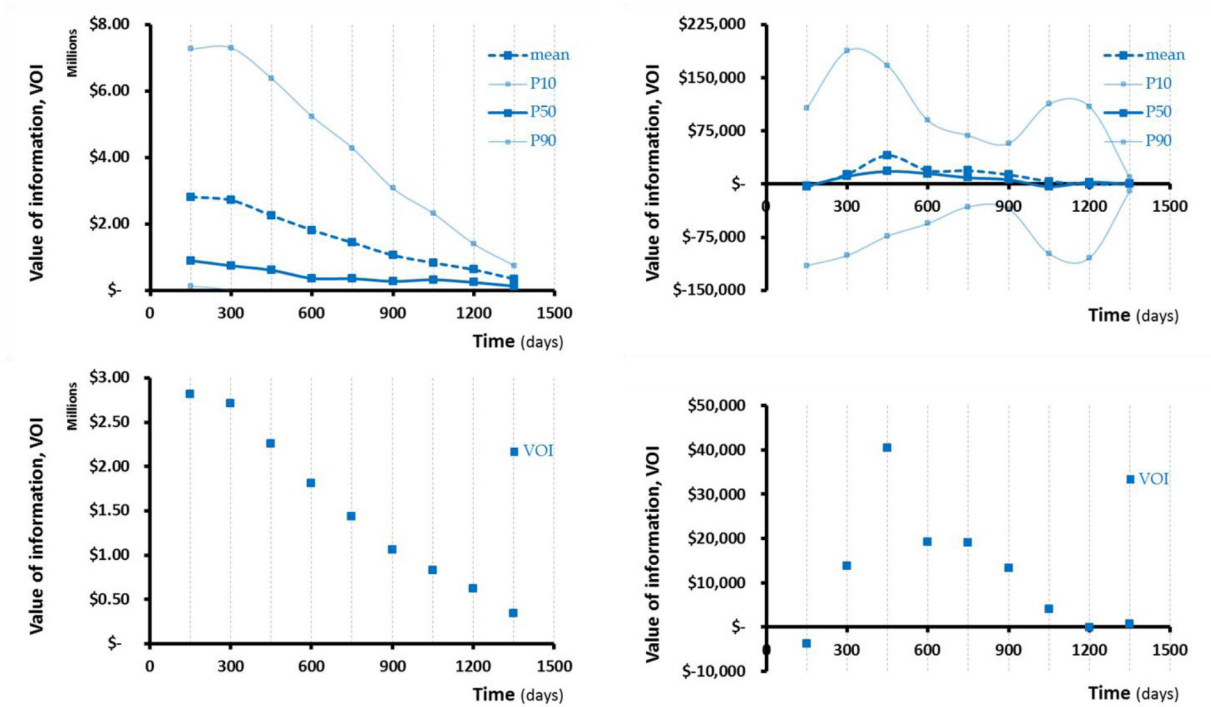 $8.00
Millions
$6.00
$4.00
$2.00
$-
Value of information, VOI
mean
P10
P50
P90
0 300 600 900 1200 1500
Time (days)
$225,000
$150,000
$75,000
$-
$-75,000
$-150,000
Value of information, VOI
mean
P10
P50
P90
0 300 600 900 1200 1500
Time (days)
$3.00
Millions
$2.50
$2.00
$1.50
$1.00
$0.50
$-
Value of information, VOI
VOI
0 300 600 900 1200 1500
Time (days)
$50,000
$40,000
$30,000
$20,000
$10,000
$-
$-10,000
Value of information, VOI
VOI
0 300 600 900 1200 1500
Time (days)